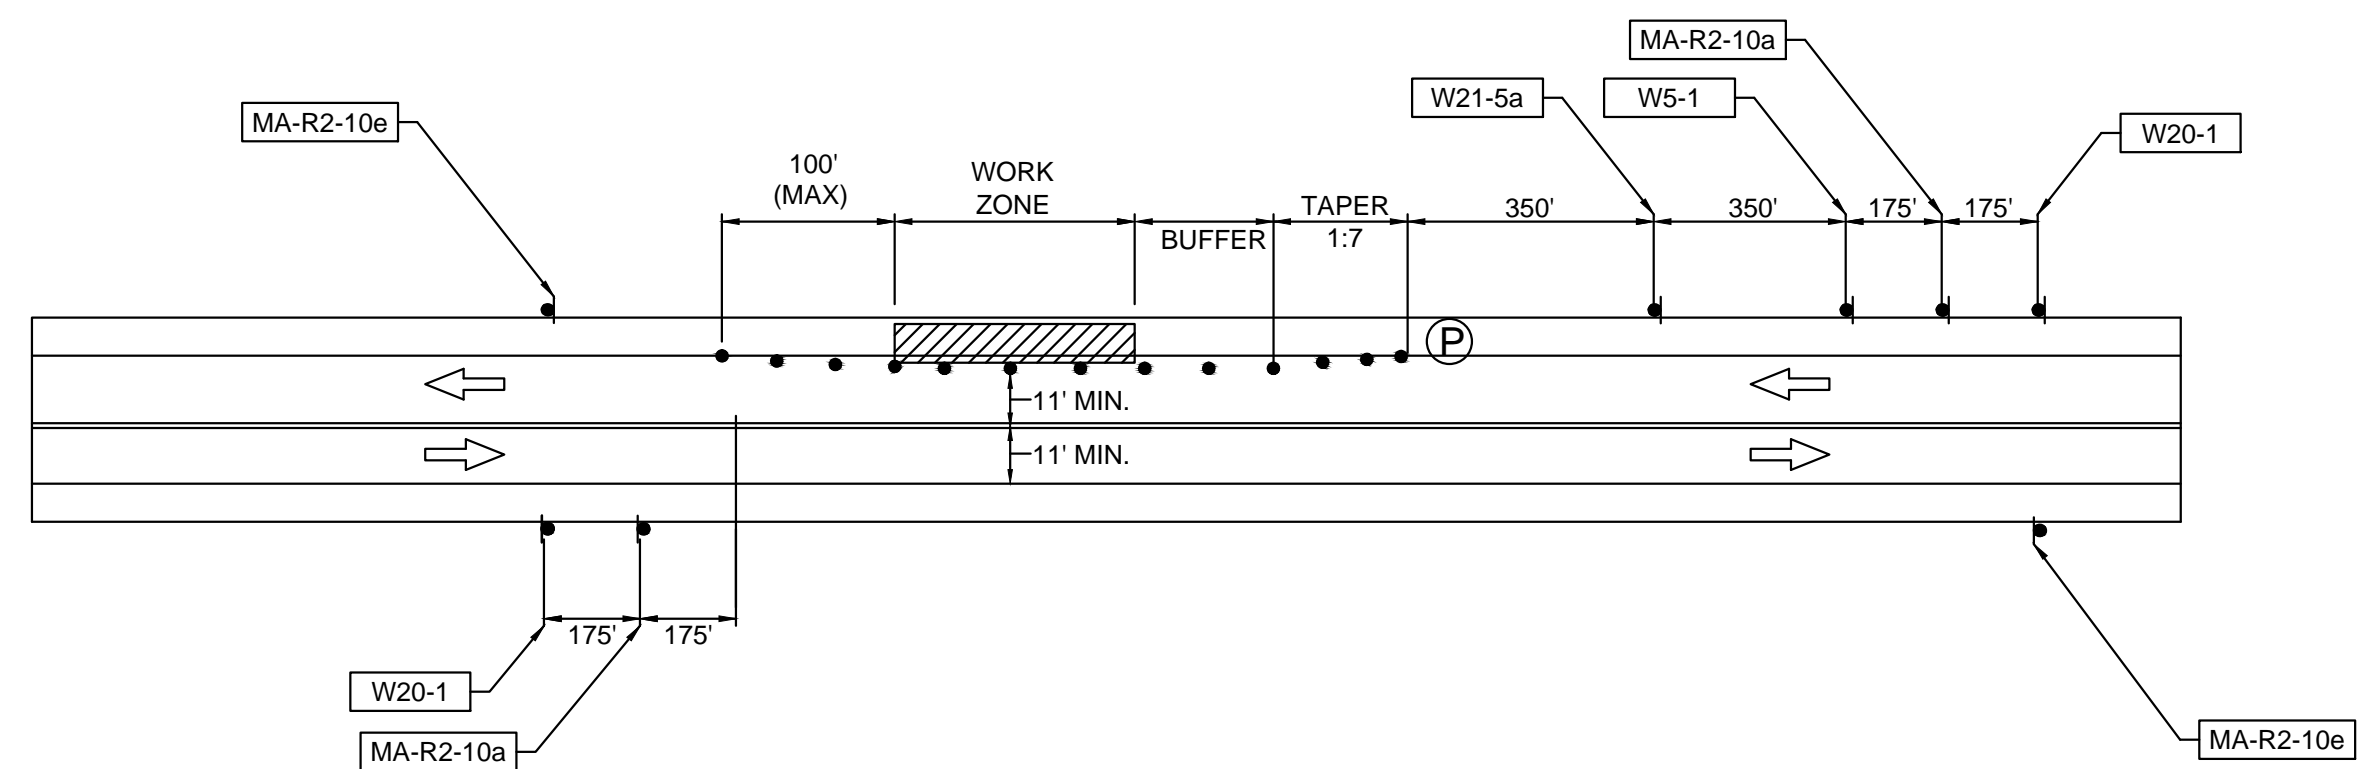 MA-R2-10a
W21-5a
W5-1
MA-R2-10e
W20-1
100'
(MAX)
WORK
ZONE
BUFFER
TAPER
1:7
350'
350'
175'
175'
P
11' MIN.
11' MIN.
175'
175'
W20-1
MA-R2-10a
MA-R2-10e